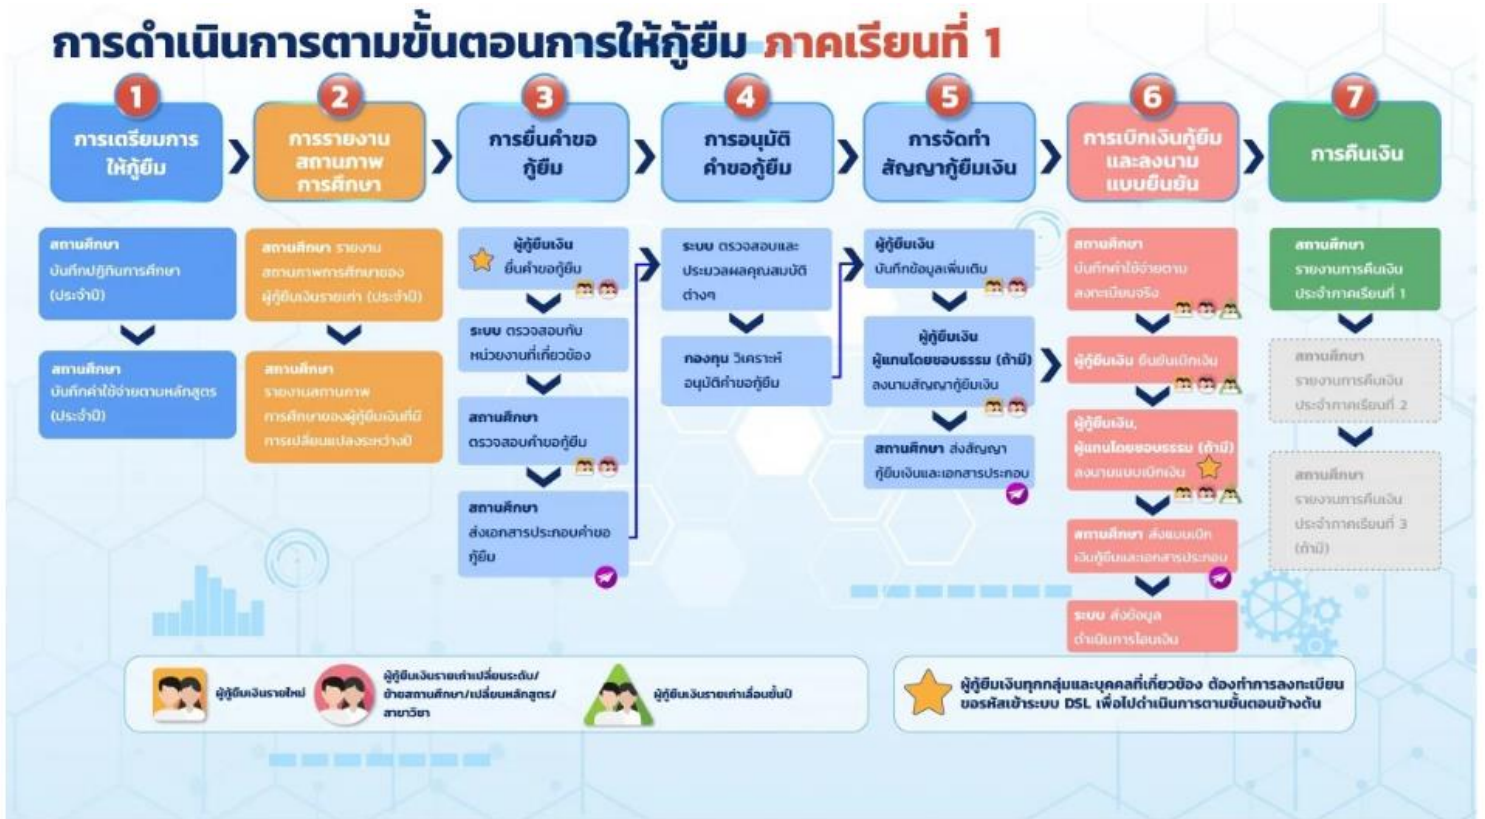 การดำเนินการตามขั้นตอนการให้กู้ยืม ภาคเรียนที่ 1
1
การเตรียมการ
ให้กู้ยืม
2
การรายงาน
สถานภาพ
การศึกษา
3
การยื่นคำขอ
กู้ยืม
4
การอนุมัติ
คำขอกู้ยืม
5
การจัดทำ
สัญญากู้ยืมเงิน
6
การเบิกเงินกู้ยืม
และลงนาม
แบบยืนยัน
7
การคืนเงิน
สถานศึกษา
บันทึกปฏิทินการศึกษา
(ประจำปี)
สถานศึกษา
บันทึกค่าใช้จ่ายตามหลักสูตร
(ประจำปี)
สถานศึกษา รายงาน
สถานภาพการศึกษาของ
ผู้กู้ยืมเงินรายเก่า (ประจำปี)
สถานศึกษา
รายงานสถานภาพ
การศึกษาของผู้กู้ยืมเงินที่มี
การเปลี่ยนแปลงระหว่างปี
ผู้กู้ยืมเงิน
ยื่นคำขอกู้ยืม
ระบบ ตรวจสอบกับ
หน่วยงานที่เกี่ยวข้อง
สถานศึกษา
ตรวจสอบคำขอกู้ยืม
สถานศึกษา
ส่งเอกสารประกอบคำขอ
กู้ยืม
ระบบ ตรวจสอบและ
ประมวลผลคุณสมบัติ
ต่างๆ
กองทุน วิเคราะห์
อนุมัติคำขอกู้ยืม
ผู้กู้ยืมเงิน
บันทึกข้อมูลเพิ่มเติม
ผู้กู้ยืมเงิน
ผู้แทนโดยชอบธรรม (ถ้ามี)
ลงนามสัญญากู้ยืมเงิน
สถานศึกษา ส่งสัญญา
กู้ยืมเงินและเอกสารประกอบ
สถานศึกษา
บันทึกค่าใช้จ่ายตาม
ลงทะเบียนจริง
ผู้กู้ยืมเงิน ยืนยันเบิกเงิน
ผู้กู้ยืมเงิน,
ผู้แทนโดยชอบธรรม (ถ้ามี)
ลงนามแบบเบิกเงิน
สถานศึกษา ส่งแบบเบิก
เงินกู้ยืมและเอกสารประกอบ
ระบบ ส่งข้อมูล
ดำเนินการโอนเงิน
สถานศึกษา
รายงานการคืนเงิน
ประจำภาคเรียนที่ 1
สถานศึกษา
รายงานการคืนเงิน
ประจำภาคเรียนที่ 2
สถานศึกษา
รายงานการคืนเงิน
ประจำภาคเรียนที่ 3
(ถ้ามี)
ผู้กู้ยืมเงินรายใหม่
ผู้กู้ยืมเงินรายเก่าเปลี่ยนระดับ/
ย้ายสถานศึกษา/เปลี่ยนหลักสูตร/
สาขาวิชา
ผู้กู้ยืมเงินรายเก่าเลื่อนชั้นปี
ผู้กู้ยืมเงินทุกกลุ่มและบุคคลที่เกี่ยวข้อง ต้องทำการลงทะเบียน
ขอรหัสเข้าระบบ DSL เพื่อไปดำเนินการตามขั้นตอนข้างต้น